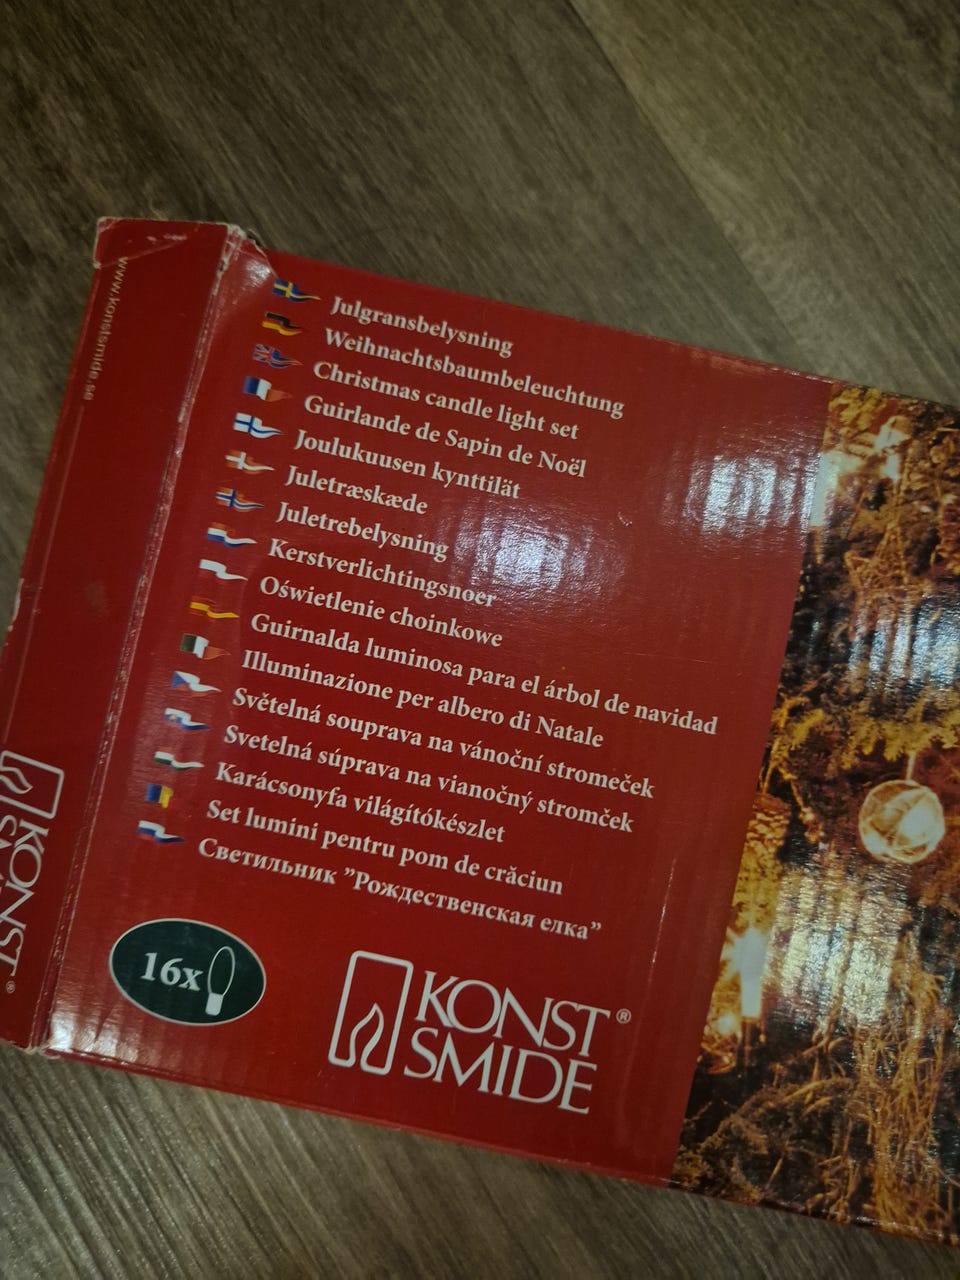 www.konstsmide.se
Julgransbelysning
Weihnachtsbaumbeleuchtung
Christmas candle light set
Guirlande de Sapin de Noël
Joulukuusen kynttilät
Juletræskæde
Juletrebelysning
Kerstverlichtingsnoer
Oświetlenie choinkowe
Guirnalda luminosa para el árbol de navidad
Illuminazione per albero di Natale
Světelná souprava na vánoční stromeček
Svetelná súprava na vianočný stromček
Karácsonyfa világítókészlet
Set lumini pentru pom de crăciun
Светильник ”Рождественская елка”
16x
KONST®
SMIDE
KONST®